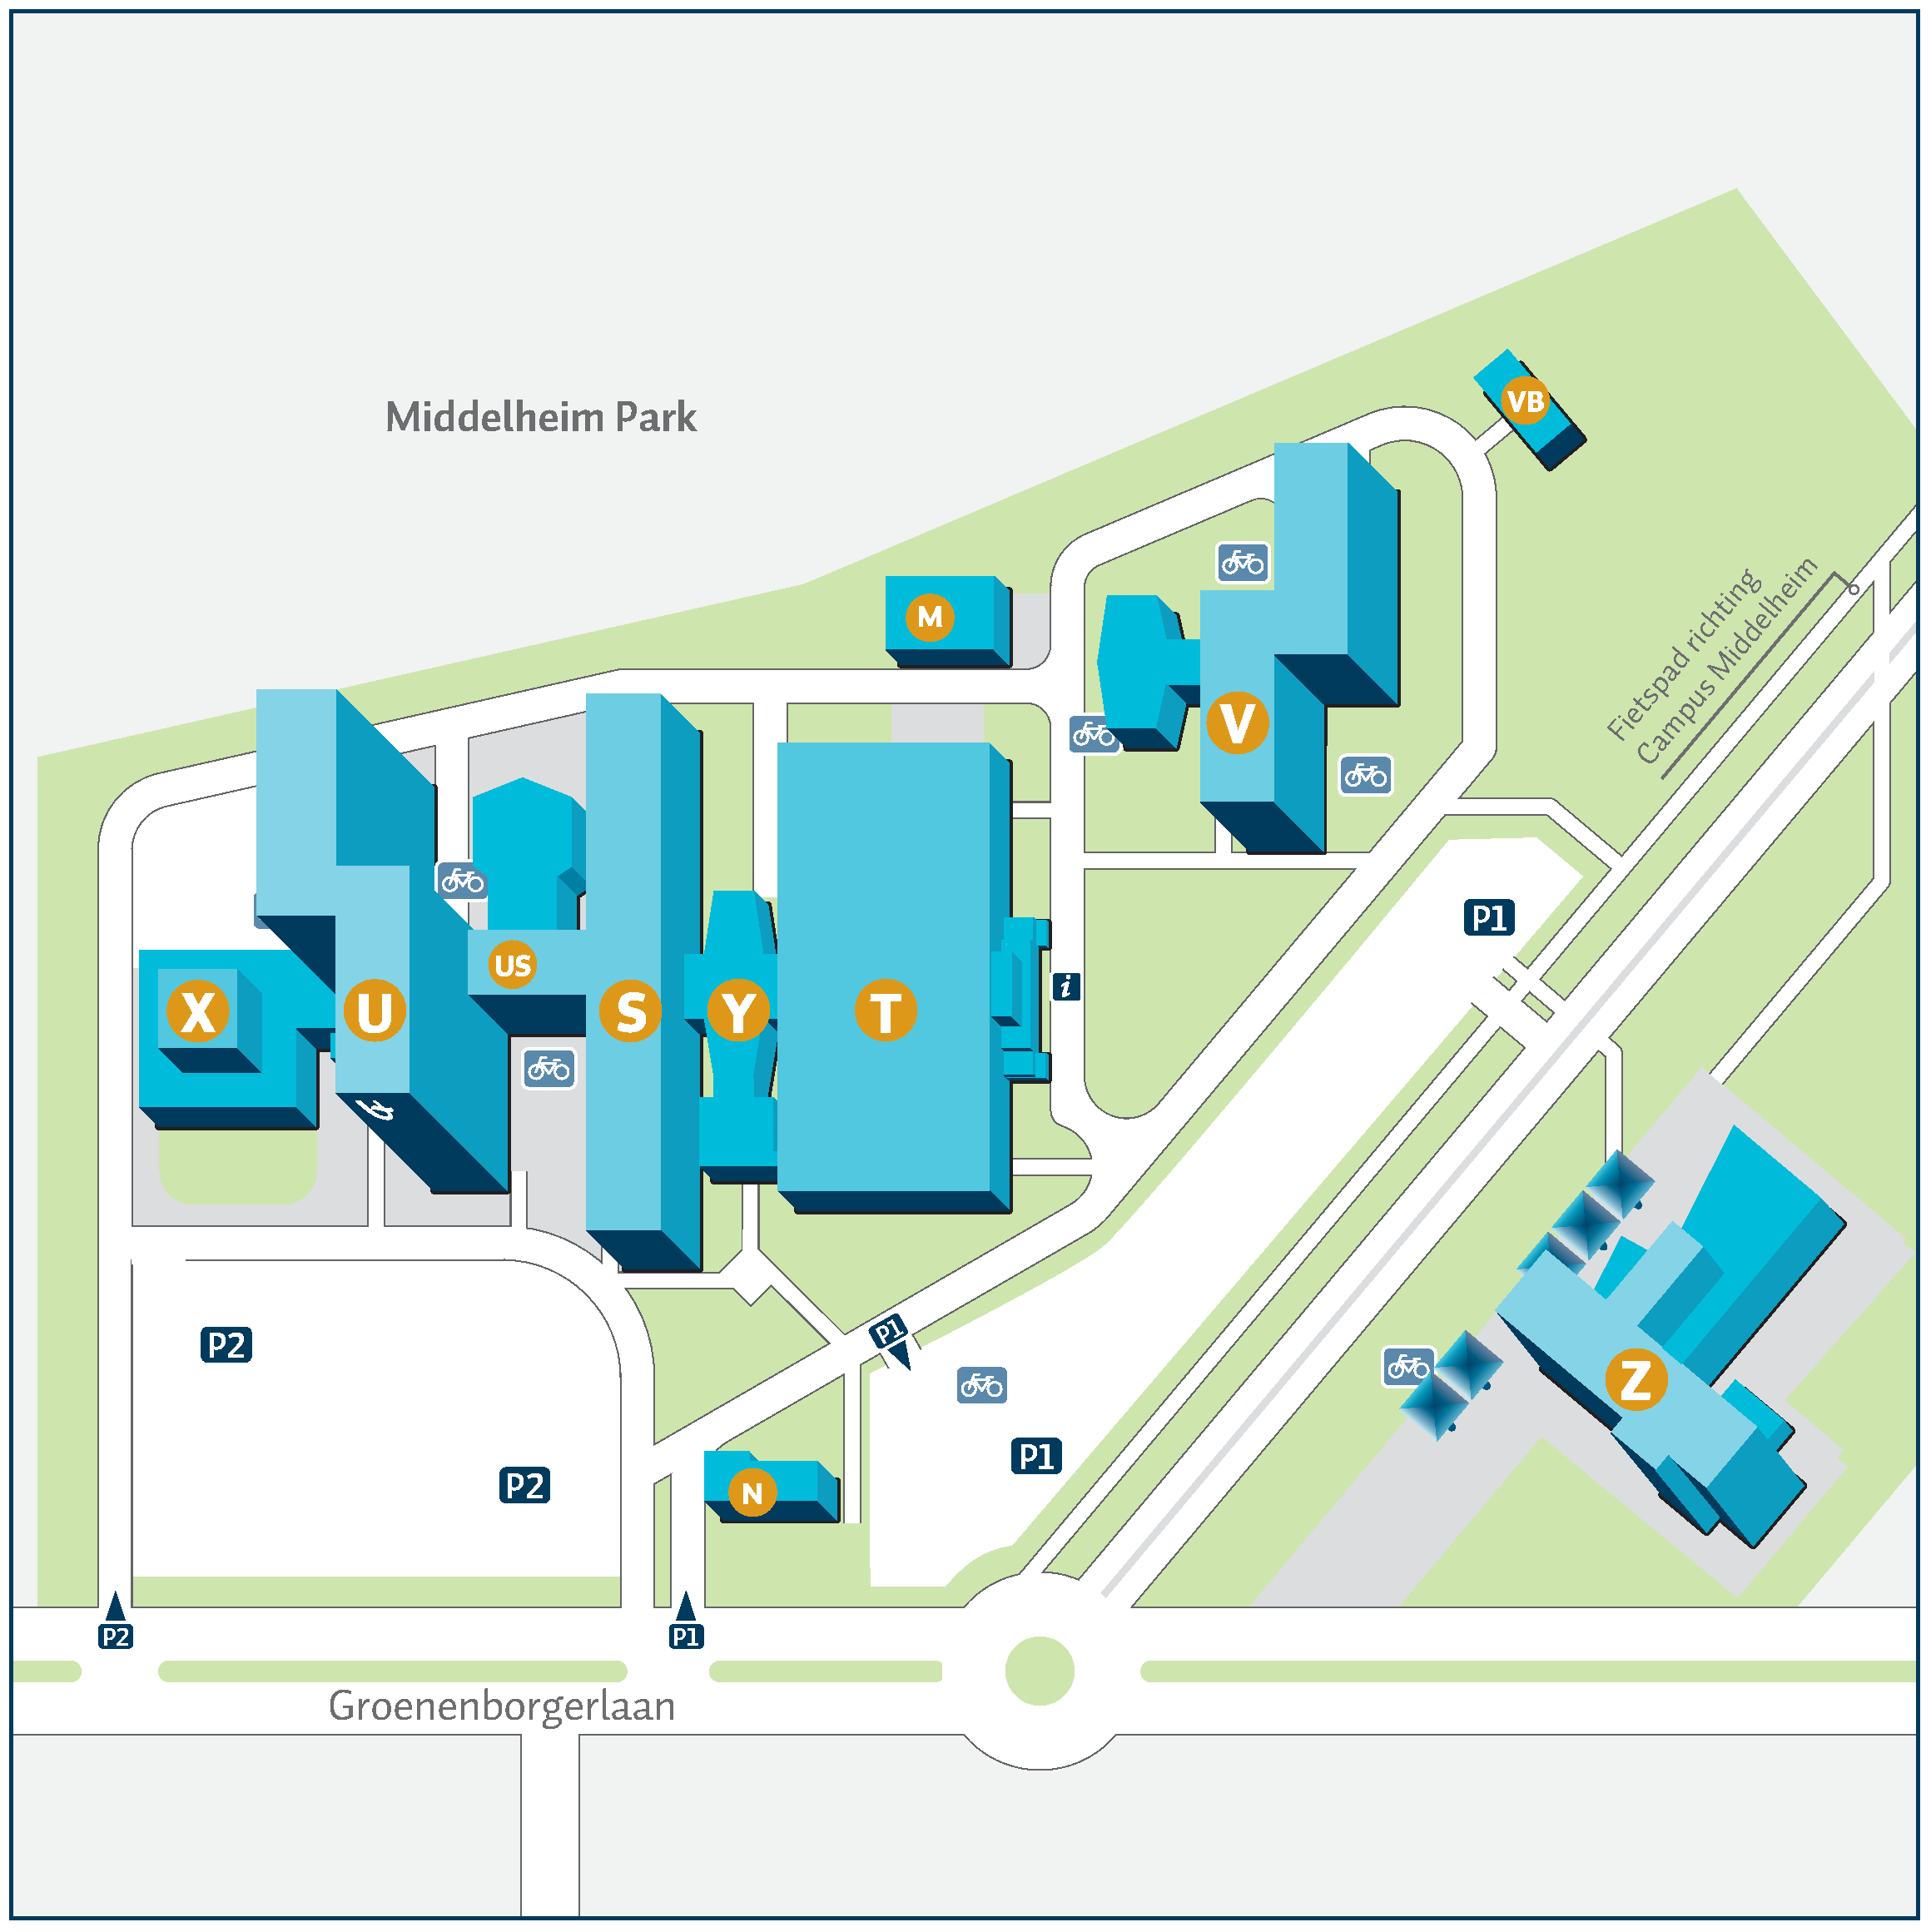 Middelheim Park
VB
M
Fietspad richting
Campus Middelheim
V
P1
US
i
X
U
S
Y
T
P1
P2
Z
P1
P2
N
P2
P1
Groenenborgerlaan